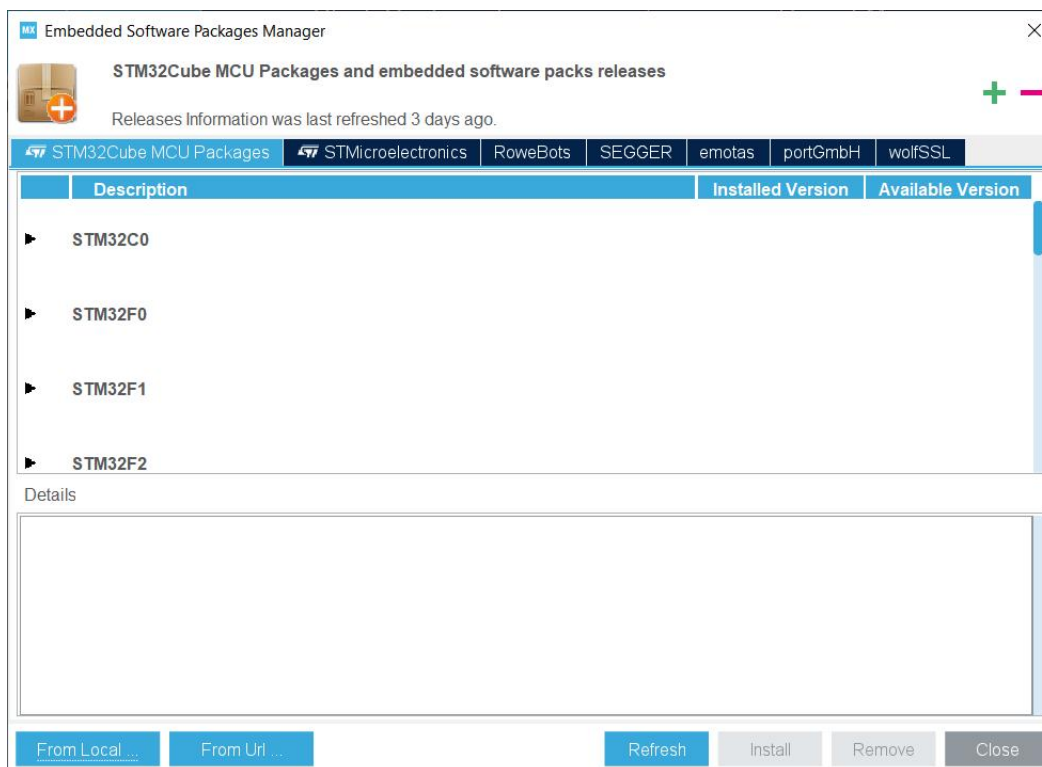 MX Embedded Software Packages Manager
STM32Cube MCU Packages and embedded software packs releases
Releases Information was last refreshed 3 days ago.
ST STM32Cube MCU Packages ST STMicroelectronics RoweBots SEGGER emotas portGmbH wolfSSL
Description Installed Version Available Version
STM32C0
STM32F0
STM32F1
STM32F2
Details
From Local ... From Url ... Refresh Install Remove Close